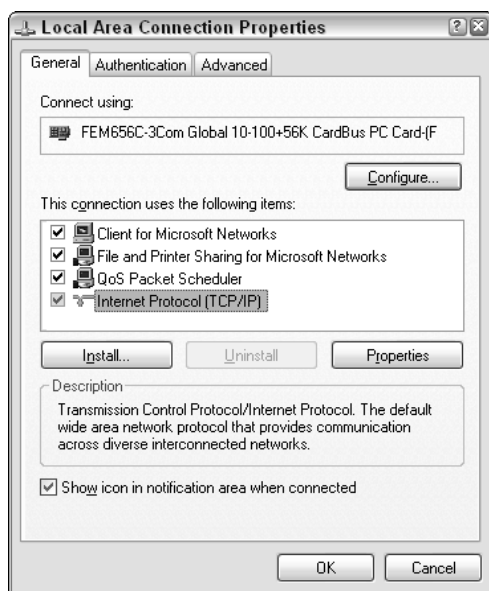 Local Area Connection Properties
General Authentication Advanced
Connect using:
FEM656C-3Com Global 10-100+56K CardBus PC Card-(F
Configure...
This connection uses the following items:
Client for Microsoft Networks
File and Printer Sharing for Microsoft Networks
QoS Packet Scheduler
Internet Protocol (TCP/IP)
Install... Uninstall Properties
Description
Transmission Control Protocol/Internet Protocol. The default
wide area network protocol that provides communication
across diverse interconnected networks.
Show icon in notification area when connected
OK Cancel